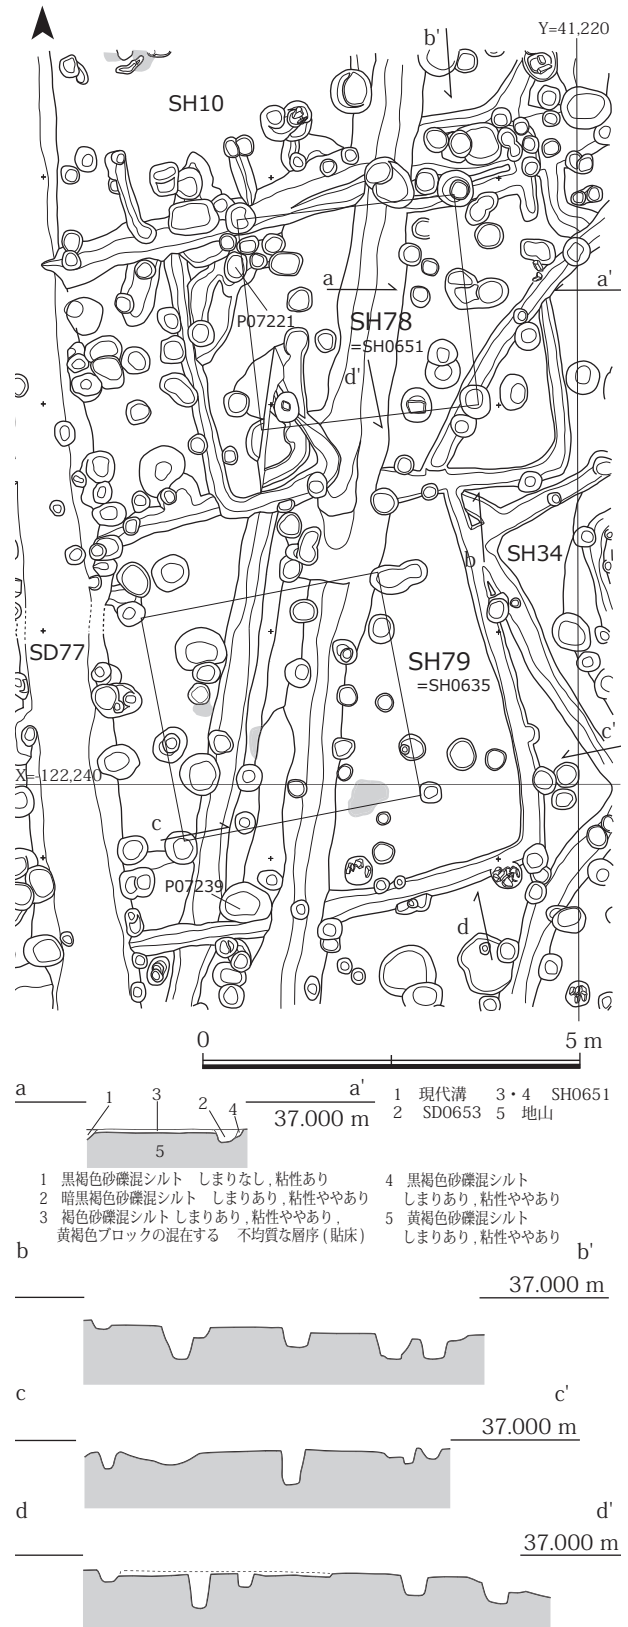 b'
Y=41,220
SH10
a
a'
P07221
SH78
=SH0651
d'
b
SH34
SD77
SH79
=SH0635
c'
X=-122,240
c
P07239
d
0 5 m
a a'
37.000 m
1 3 2 4
5
1 現代溝 3・4 SH0651
2 SD0653 5 地山
1 黒褐色砂礫混シルト しまりなし,粘性あり
2 暗黒褐色砂礫混シルト しまりあり,粘性ややあり
3 褐色砂礫混シルト しまりあり,粘性ややあり,
黄褐色ブロックの混在する 不均質な層序(貼床)
4 黒褐色砂礫混シルト
しまりあり,粘性ややあり
5 黄褐色砂礫混シルト
しまりあり,粘性ややあり
b b'
37.000 m
c c'
37.000 m
d d'
37.000 m